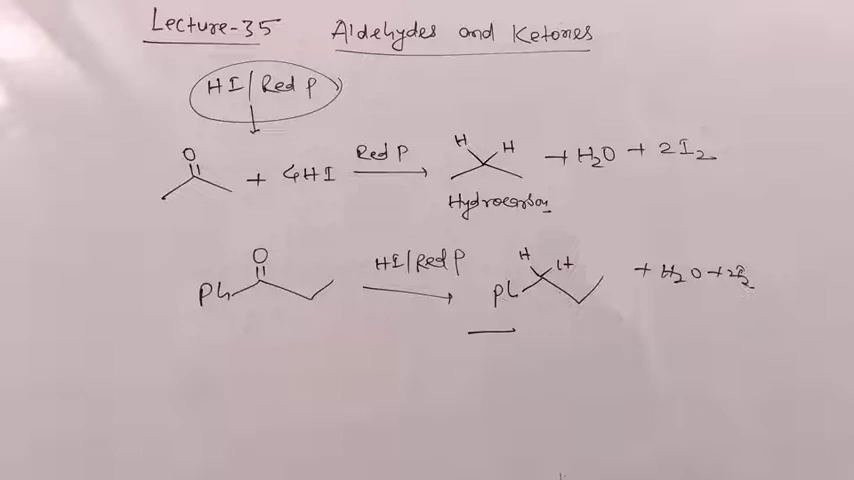 Lecture-35 Aldehydes and Ketones
HI/Red P
O + 4HI Red P H H + H2O + 2I2
Hydrocarbon
O
Ph HI/Red P Ph H H + H2O + 2I2